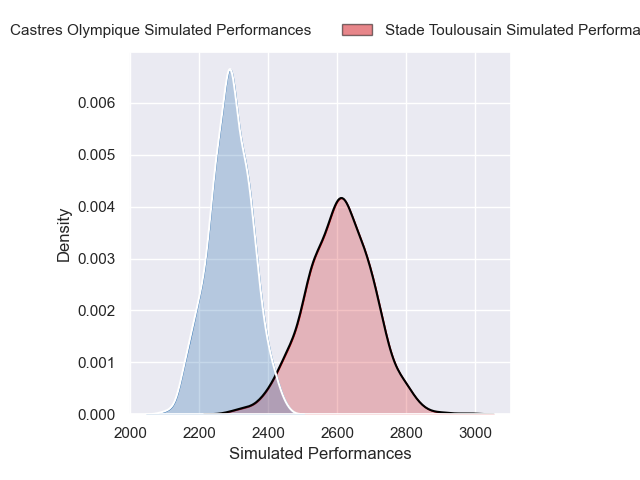 Castres Olympique Simulated Performances
Stade Toulousain Simulated Performa
0.006
0.005
0.004
0.003
0.002
0.001
0.000
Density
2000 2200 2400 2600 2800 3000
Simulated Performances